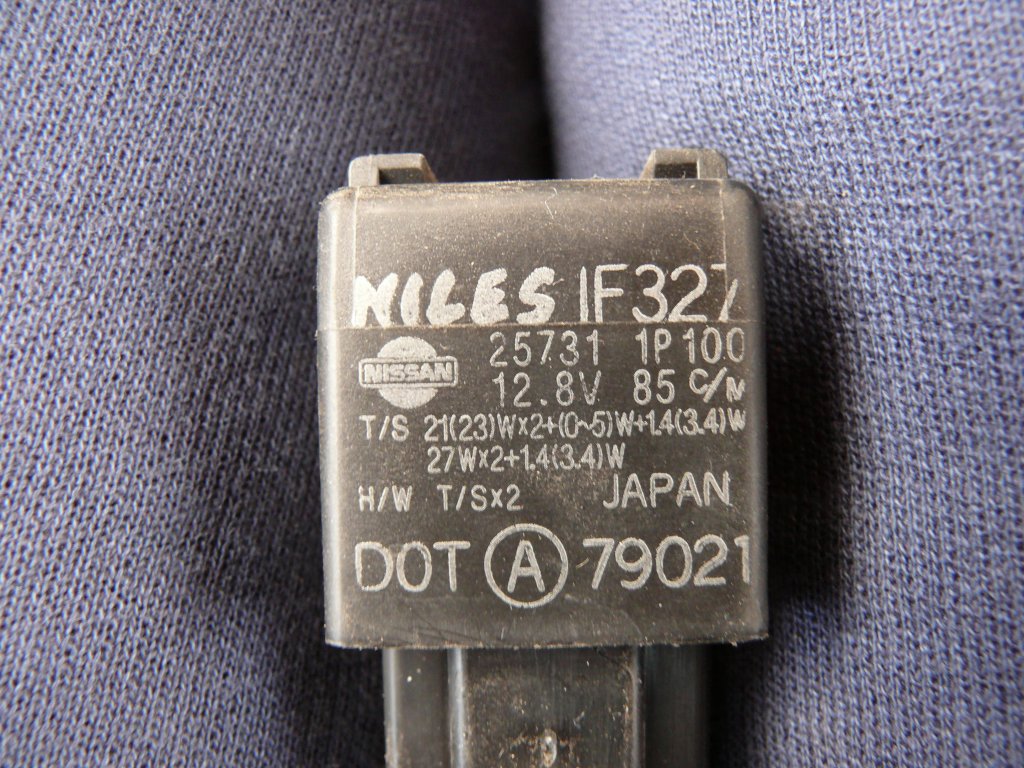 NILES IF327
NISSAN
25731 1P100
12.8V 85 C/M
T/S 21(23)W×2+(0~5)W+1.4(3.4)W
27W×2+1.4(3.4)W
H/W T/S×2 JAPAN
DOT A 79021